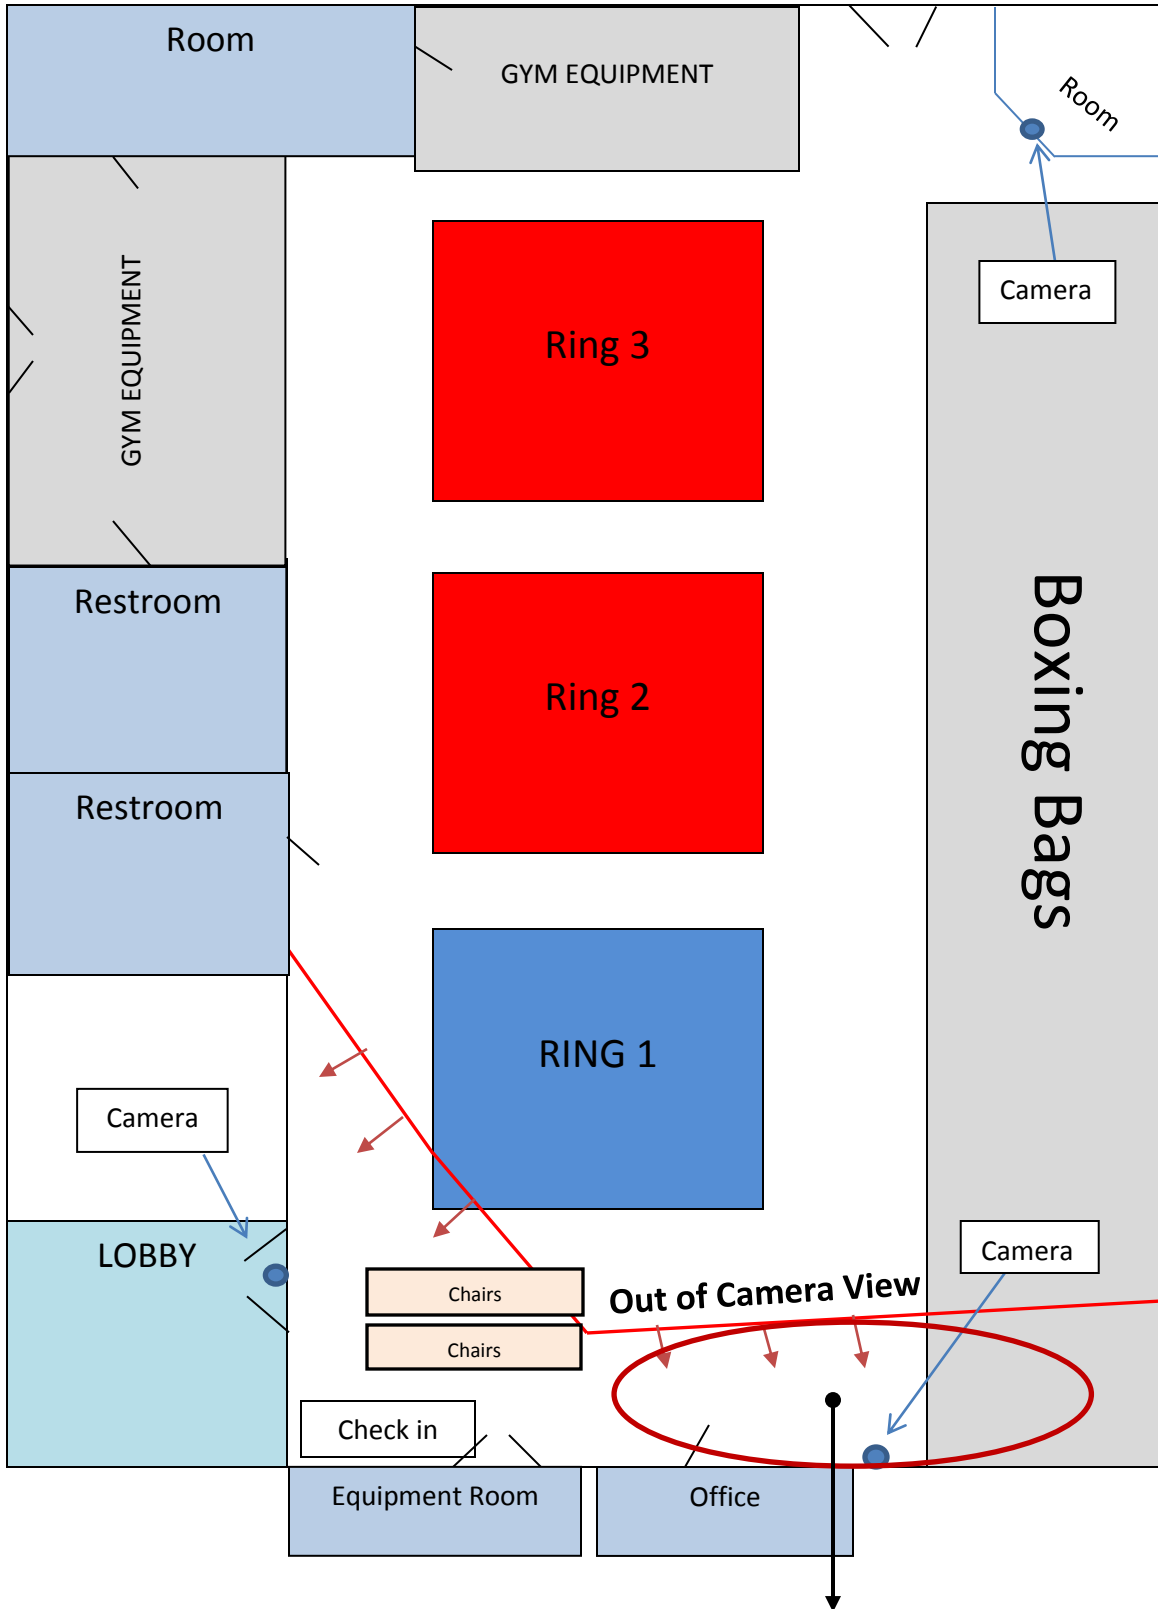 Room
GYM EQUIPMENT
Room
Camera
GYM EQUIPMENT
Ring 3
Restroom
Ring 2
Boxing Bags
Restroom
RING 1
Camera
LOBBY
Camera
Chairs
Out of Camera View
Chairs
Check in
Equipment Room
Office